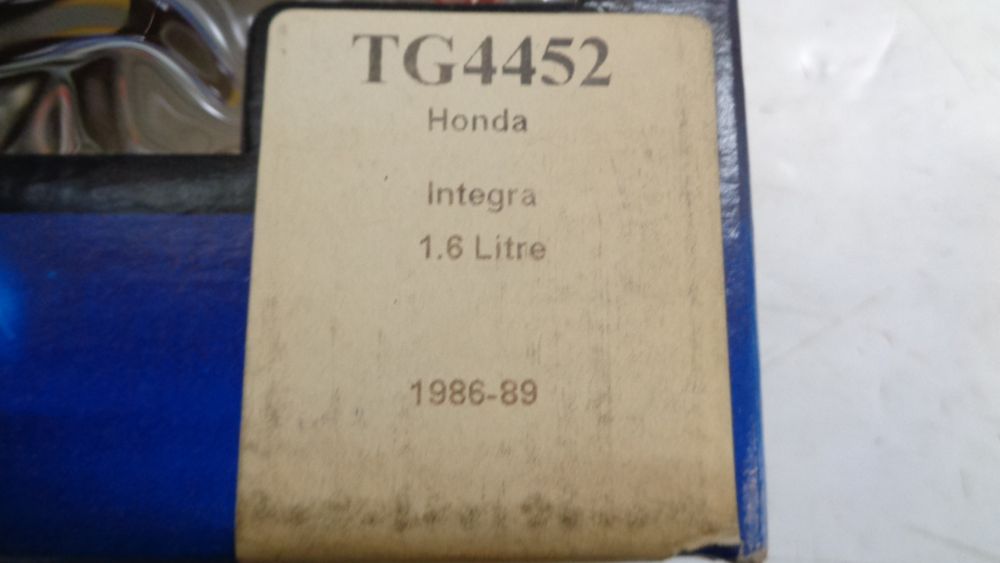 TG4452
Honda
Integra
1.6 Litre
1986-89